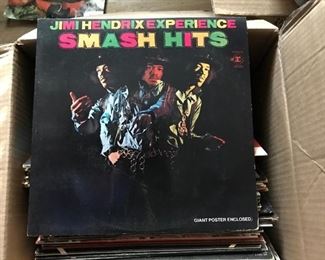 JIMI HENDRIX EXPERIENCE
SMASH HITS
GIANT POSTER ENCLOSED